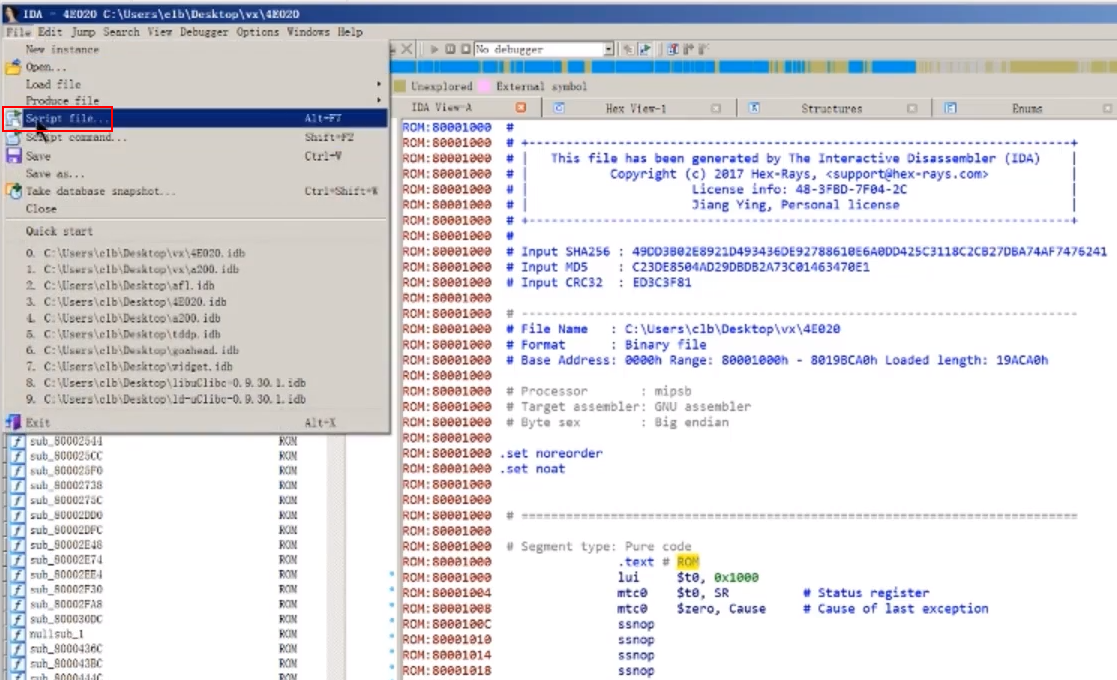 IDA - 4E020 C:\Users\clb\Desktop\vx\4E020
File Edit Jump Search View Debugger Options Windows Help
New instance
Open...
Load file
Produce file
Script file... Alt+F7
Script command... Shift+F2
Save Ctrl+W
Save as...
Take database snapshot... Ctrl+Shift+W
Close
Quick start
0. C:\Users\clb\Desktop\vx\4E020.idb
1. C:\Users\clb\Desktop\vx\a200.idb
2. C:\Users\clb\Desktop\afl.idb
3. C:\Users\clb\Desktop\4E020.idb
4. C:\Users\clb\Desktop\a200.idb
5. C:\Users\clb\Desktop\tddp.idb
6. C:\Users\clb\Desktop\goahead.idb
7. C:\Users\clb\Desktop\widget.idb
8. C:\Users\clb\Desktop\libuClibc-0.9.30.1.idb
9. C:\Users\clb\Desktop\ld-uClibc-0.9.30.1.idb
Exit Alt+X
sub_80002544 ROM
sub_800025CC ROM
sub_800025F0 ROM
sub_80002738 ROM
sub_8000275C ROM
sub_80002DD0 ROM
sub_80002DFC ROM
sub_80002E48 ROM
sub_80002E74 ROM
sub_80002EE4 ROM
sub_80002F30 ROM
sub_80002FA8 ROM
sub_800030DC ROM
nullsub_1 ROM
sub_8000436C ROM
sub_800043BC ROM
sub_8000444C ROM
No debugger
Unexplored External symbol
IDA View-A Hex View-1 Structures Enums
ROM:80001000 #
ROM:80001000 # +-------------------------------------------------------------------------+
ROM:80001000 # | This file has been generated by The Interactive Disassembler (IDA) |
ROM:80001000 # | Copyright (c) 2017 Hex-Rays, <support@hex-rays.com> |
ROM:80001000 # | License info: 48-3FBD-7F04-2C |
ROM:80001000 # | Jiang Ying, Personal license |
ROM:80001000 # +-------------------------------------------------------------------------+
ROM:80001000 #
ROM:80001000 # Input SHA256 : 49DD3B02E8921D493436DE92788610E6A0DD425C3118C2CB27DBA74AF7476241
ROM:80001000 # Input MD5 : C23DE8504AD29DBDB2A73C01463470E1
ROM:80001000 # Input CRC32 : ED3C3F81
ROM:80001000
ROM:80001000 # ---------------------------------------------------------------------------
ROM:80001000 # File Name : C:\Users\clb\Desktop\vx\4E020
ROM:80001000 # Format : Binary file
ROM:80001000 # Base Address: 0000h Range: 80001000h - 8019BCA0h Loaded length: 19ACA0h
ROM:80001000
ROM:80001000 # Processor : mipsb
ROM:80001000 # Target assembler: GNU assembler
ROM:80001000 # Byte sex : Big endian
ROM:80001000
ROM:80001000 .set noreorder
ROM:80001000 .set noat
ROM:80001000
ROM:80001000
ROM:80001000 # ===========================================================================
ROM:80001000
ROM:80001000 # Segment type: Pure code
ROM:80001000 .text # ROM
ROM:80001000 lui $t0, 0x1000
ROM:80001004 mtc0 $t0, SR # Status register
ROM:80001008 mtc0 $zero, Cause # Cause of last exception
ROM:8000100C ssnop
ROM:80001010 ssnop
ROM:80001014 ssnop
ROM:80001018 ssnop